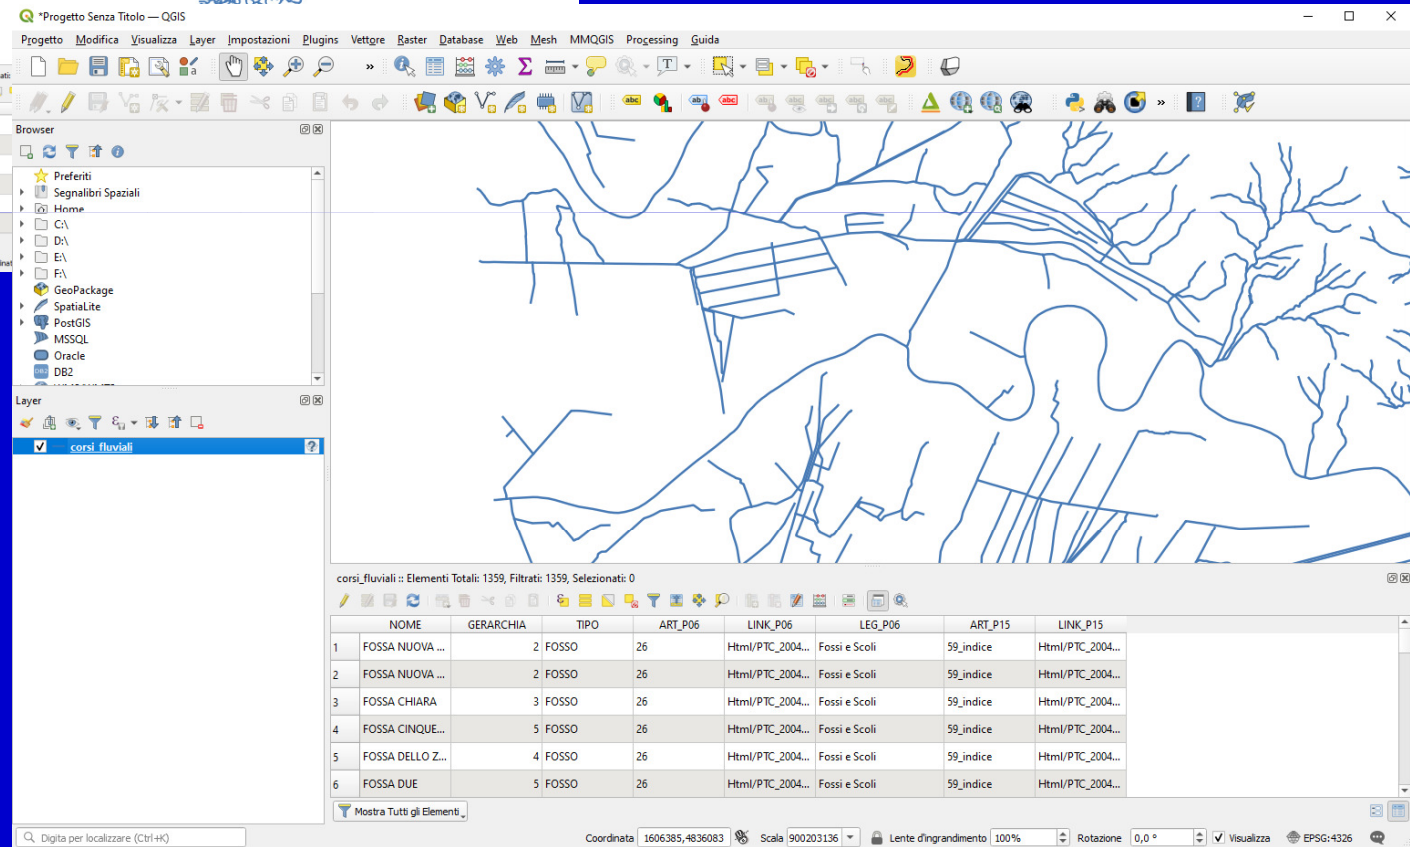 *Progetto Senza Titolo — QGIS
Progetto Modifica Visualizza Layer Impostazioni Plugins Vettore Raster Database Web Mesh MMQGIS Processing Guida
Browser
Preferiti
Segnalibri Spaziali
Home
C:\
D:\
E:\
F:\
GeoPackage
SpatiaLite
PostGIS
MSSQL
Oracle
DB2
Layer
corsi_fluviali
corsi_fluviali :: Elementi Totali: 1359, Filtrati: 1359, Selezionati: 0
NOME GERARCHIA TIPO ART_P06 LINK_P06 LEG_P06 ART_P15 LINK_P15
1 FOSSA NUOVA ... 2 FOSSO 26 Html/PTC_2004... Fossi e Scoli 59_indice Html/PTC_2004...
2 FOSSA NUOVA ... 2 FOSSO 26 Html/PTC_2004... Fossi e Scoli 59_indice Html/PTC_2004...
3 FOSSA CHIARA 3 FOSSO 26 Html/PTC_2004... Fossi e Scoli 59_indice Html/PTC_2004...
4 FOSSA CINQUE... 5 FOSSO 26 Html/PTC_2004... Fossi e Scoli 59_indice Html/PTC_2004...
5 FOSSA DELLO Z... 4 FOSSO 26 Html/PTC_2004... Fossi e Scoli 59_indice Html/PTC_2004...
6 FOSSA DUE 5 FOSSO 26 Html/PTC_2004... Fossi e Scoli 59_indice Html/PTC_2004...
Mostra Tutti gli Elementi
Digita per localizzare (Ctrl+K) Coordinata 1606385,4836083 Scala 900203136 Lente d'ingrandimento 100% Rotazione 0,0 ° Visualizza EPSG:4326